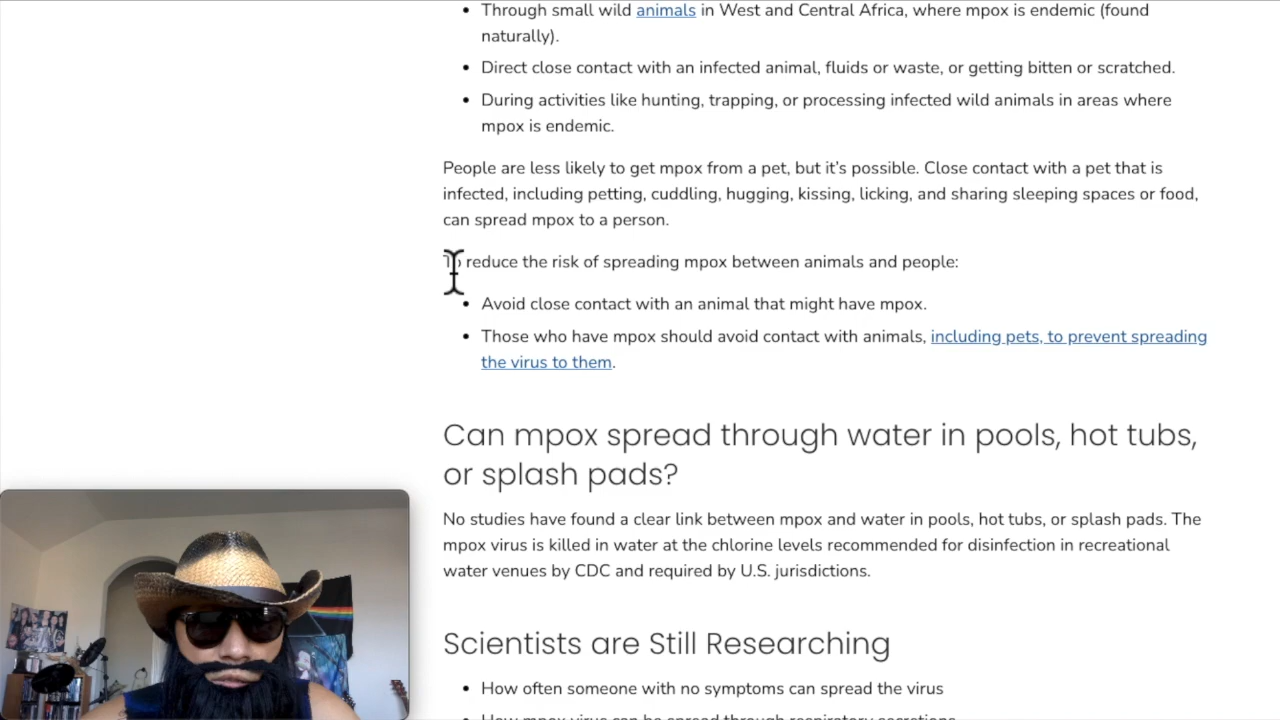 Through small wild animals in West and Central Africa, where mpox is endemic (found
naturally).
Direct close contact with an infected animal, fluids or waste, or getting bitten or scratched.
During activities like hunting, trapping, or processing infected wild animals in areas where
mpox is endemic.
People are less likely to get mpox from a pet, but it’s possible. Close contact with a pet that is
infected, including petting, cuddling, hugging, kissing, licking, and sharing sleeping spaces or food,
can spread mpox to a person.
To reduce the risk of spreading mpox between animals and people:
Avoid close contact with an animal that might have mpox.
Those who have mpox should avoid contact with animals, including pets, to prevent spreading
the virus to them.
Can mpox spread through water in pools, hot tubs,
or splash pads?
No studies have found a clear link between mpox and water in pools, hot tubs, or splash pads. The
mpox virus is killed in water at the chlorine levels recommended for disinfection in recreational
water venues by CDC and required by U.S. jurisdictions.
Scientists are Still Researching
How often someone with no symptoms can spread the virus
How mpox virus can be spread through respiratory secretions